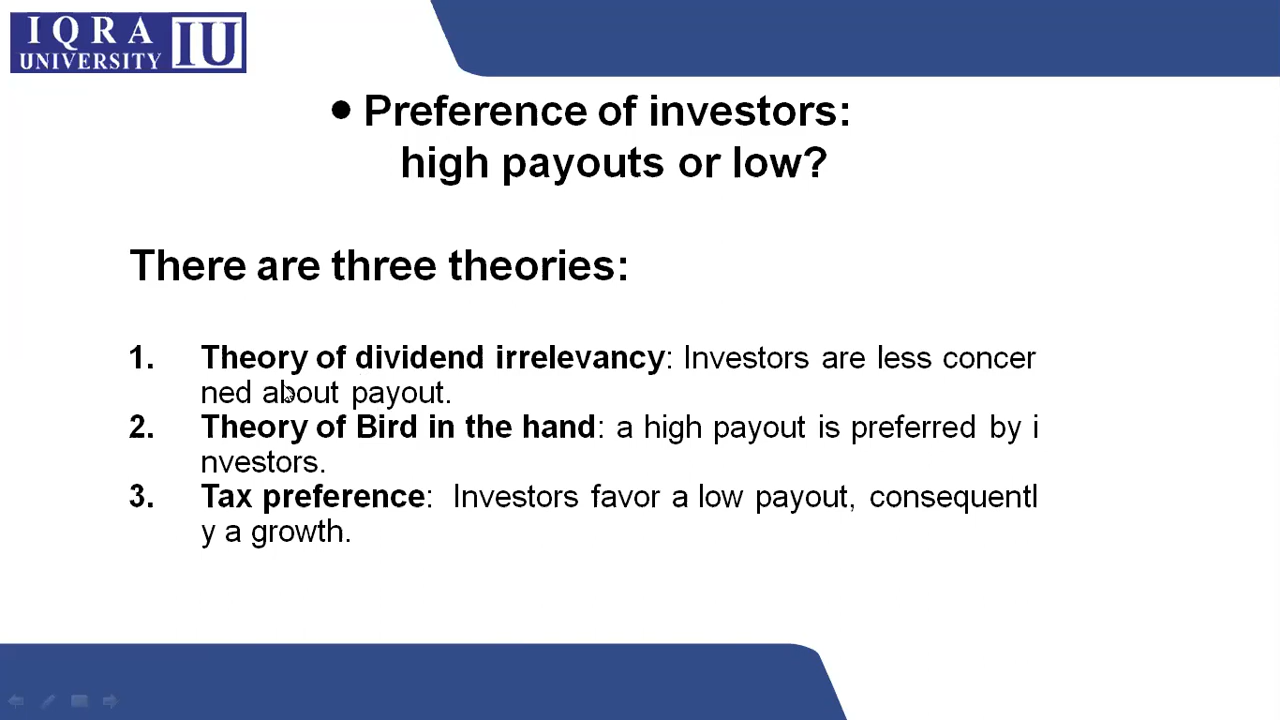 IQRA
UNIVERSITY IU
• Preference of investors:
high payouts or low?
There are three theories:
1. Theory of dividend irrelevancy: Investors are less concer
ned about payout.
2. Theory of Bird in the hand: a high payout is preferred by i
nvestors.
3. Tax preference: Investors favor a low payout, consequentl
y a growth.